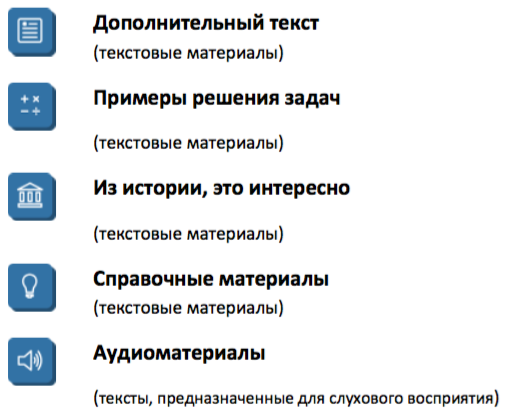 Дополнительный текст
(текстовые материалы)
Примеры решения задач
(текстовые материалы)
Из истории, это интересно
(текстовые материалы)
Справочные материалы
(текстовые материалы)
Аудиоматериалы
(тексты, предназначенные для слухового восприятия)